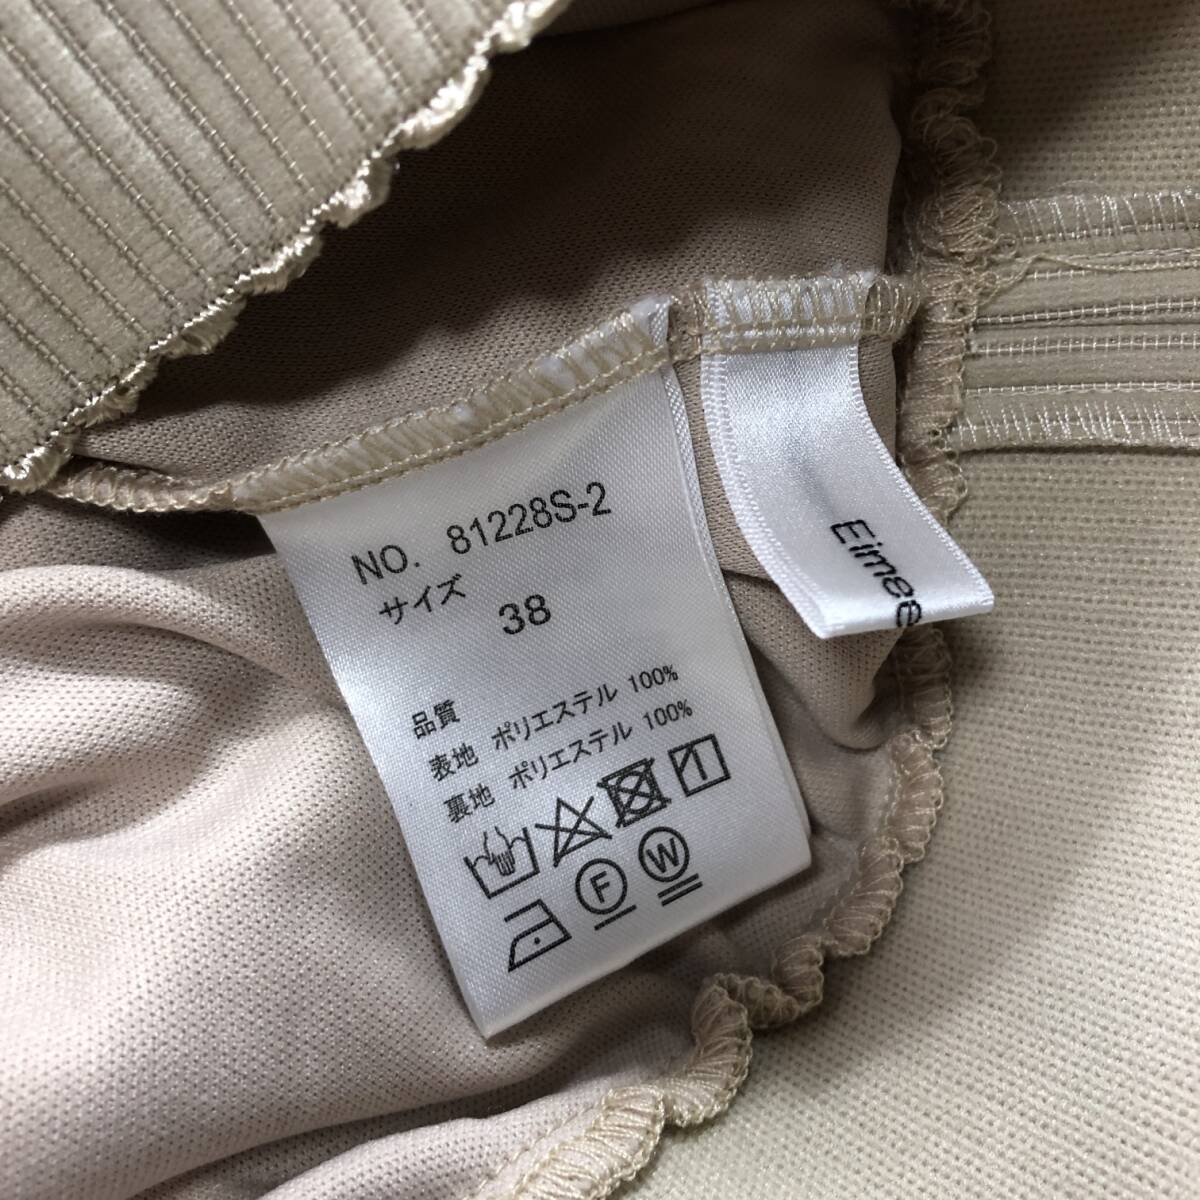 NO. 81228S-2
サイズ
38
品質
表地 ポリエステル 100%
裏地 ポリエステル 100%
F W
Eimee